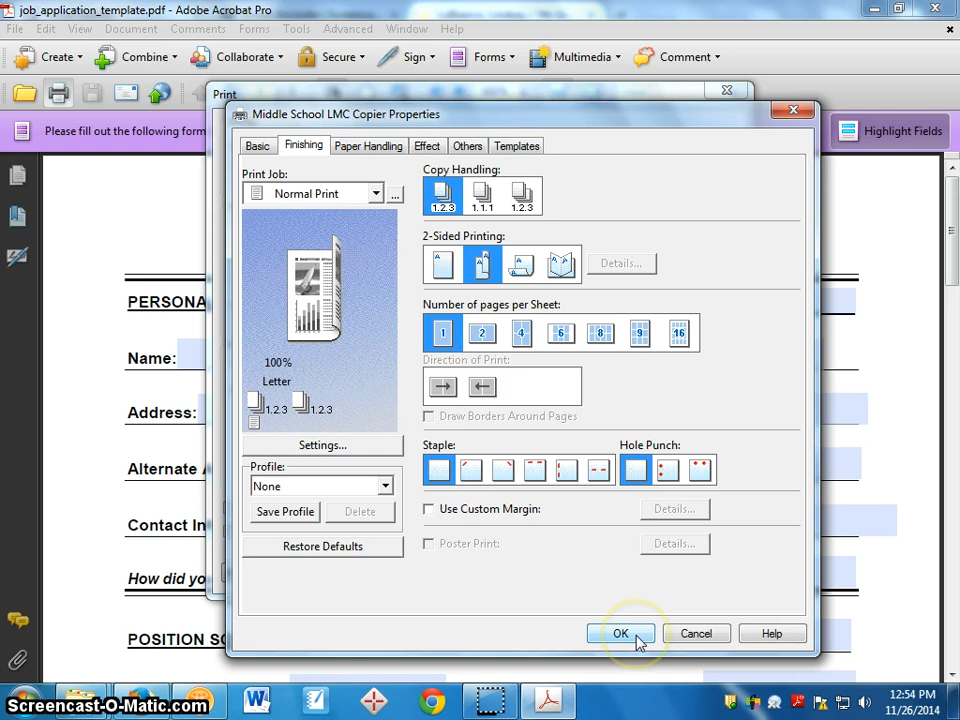 job_application_template.pdf - Adobe Acrobat Pro
File Edit View Document Comments Forms Tools Advanced Window Help
Create Combine Collaborate Secure Sign Forms Multimedia Comment
Print
Please fill out the following form
Highlight Fields
Middle School LMC Copier Properties
Basic Finishing Paper Handling Effect Others Templates
Print Job:
Normal Print
...
100%
Letter
1.2.3 1.2.3
Settings...
Profile:
None
Save Profile Delete
Restore Defaults
Copy Handling:
1.2.3 1.1.1 1.2.3
2-Sided Printing:
A A A A
Details...
Number of pages per Sheet:
1 2 4 6 8 9 16
Direction of Print:
Draw Borders Around Pages
Staple: Hole Punch:
Use Custom Margin: Details...
Poster Print: Details...
OK Cancel Help
PERSONA
Name:
Address:
Alternate A
Contact In
How did yo
POSITION SO
Screencast-O-Matic.com
12:54 PM
11/26/2014